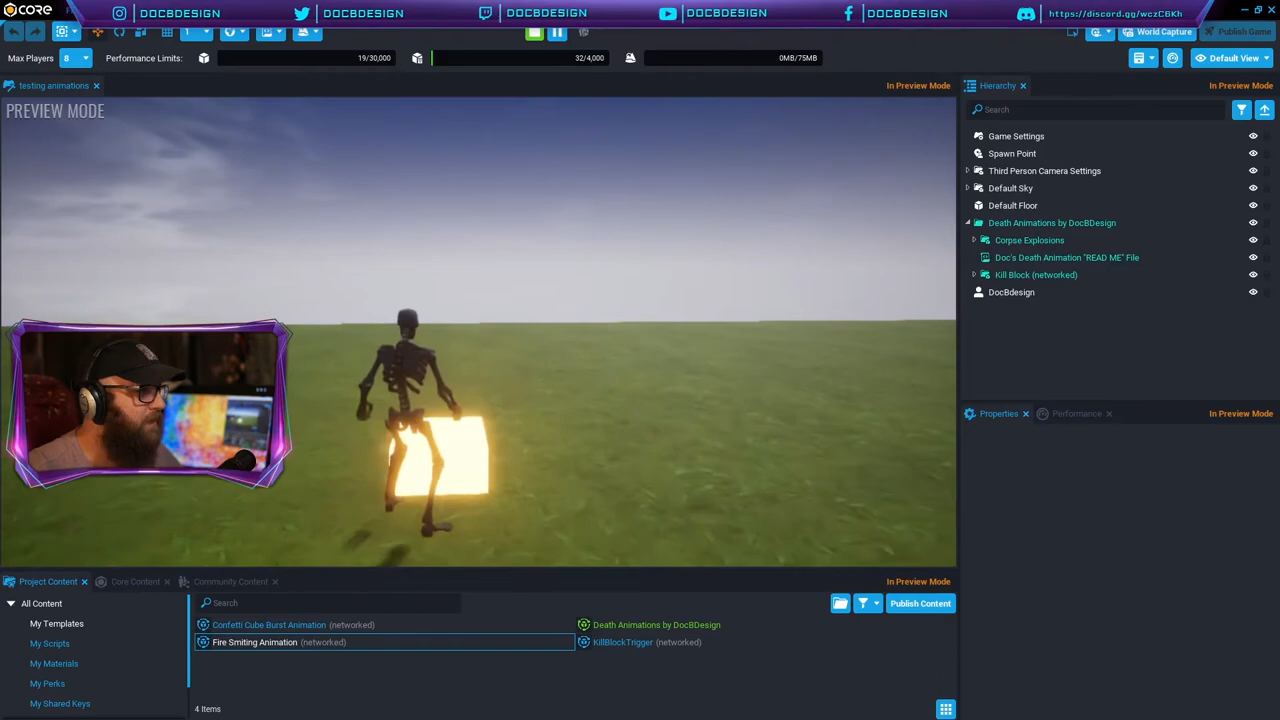 CORE
DOCBDESIGN
DOCBDESIGN
DOCBDESIGN
DOCBDESIGN
DOCBDESIGN
https://discord.gg/wczC6Kh
1
World Capture
Publish Game
Max Players
8
Performance Limits:
19/30,000
32/4,000
0MB/75MB
Default View
testing animations
In Preview Mode
Hierarchy
In Preview Mode
PREVIEW MODE
Search
Game Settings
Spawn Point
Third Person Camera Settings
Default Sky
Default Floor
Death Animations by DocBDesign
Corpse Explosions
Doc's Death Animation "READ ME" File
Kill Block (networked)
DocBdesign
Properties
Performance
In Preview Mode
Project Content
Core Content
Community Content
In Preview Mode
All Content
My Templates
My Scripts
My Materials
My Perks
My Shared Keys
Search
Publish Content
Confetti Cube Burst Animation (networked)
Death Animations by DocBDesign
Fire Smiting Animation (networked)
KillBlockTrigger (networked)
4 Items